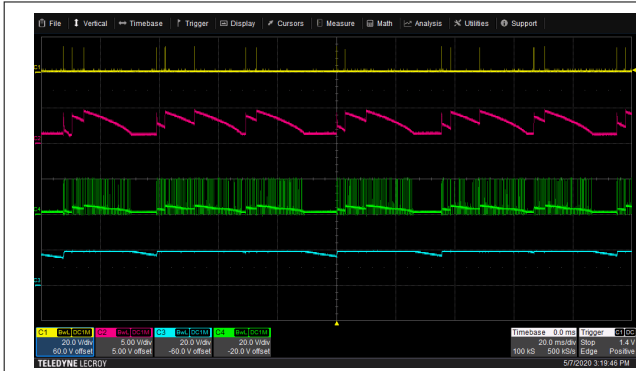 File Vertical Timebase Trigger Display Cursors Measure Math Analysis Utilities Support
C1
C2
C4
C3
C1 BwL DC1M C2 BwL DC1M C3 BwL DC1M C4 BwL DC1M Timebase 0.0 ms Trigger C1 DC
20.0 V/div 5.00 V/div 20.0 V/div 20.0 V/div 20.0 ms/div Stop 1.4 V
60.0 V offset 5.00 V offset -60.0 V offset -20.0 V offset 100 kS 500 kS/s Edge Positive
TELEDYNE LECROY 5/7/2020 3:19:46 PM